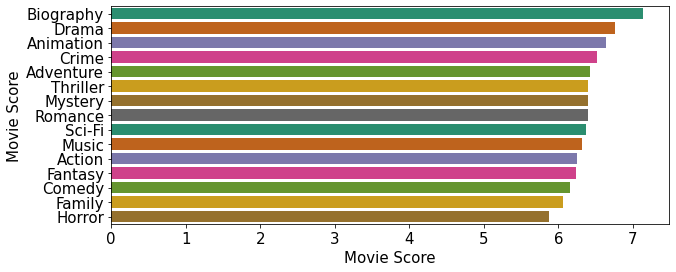 Movie Score
Biography
Drama
Animation
Crime
Adventure
Thriller
Mystery
Romance
Sci-Fi
Music
Action
Fantasy
Comedy
Family
Horror
0 1 2 3 4 5 6 7
Movie Score